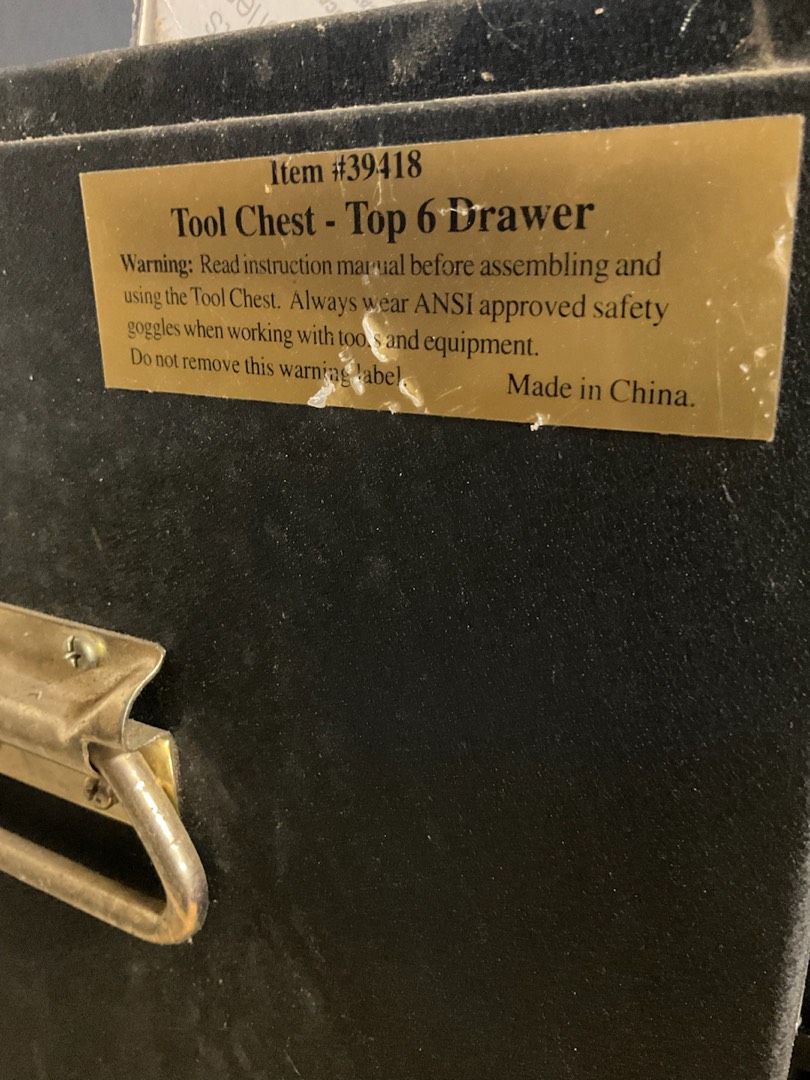 Item #39418
Tool Chest - Top 6 Drawer
Warning: Read instruction manual before assembling and
using the Tool Chest. Always wear ANSI approved safety
goggles when working with tools and equipment.
Do not remove this warning label.
Made in China.